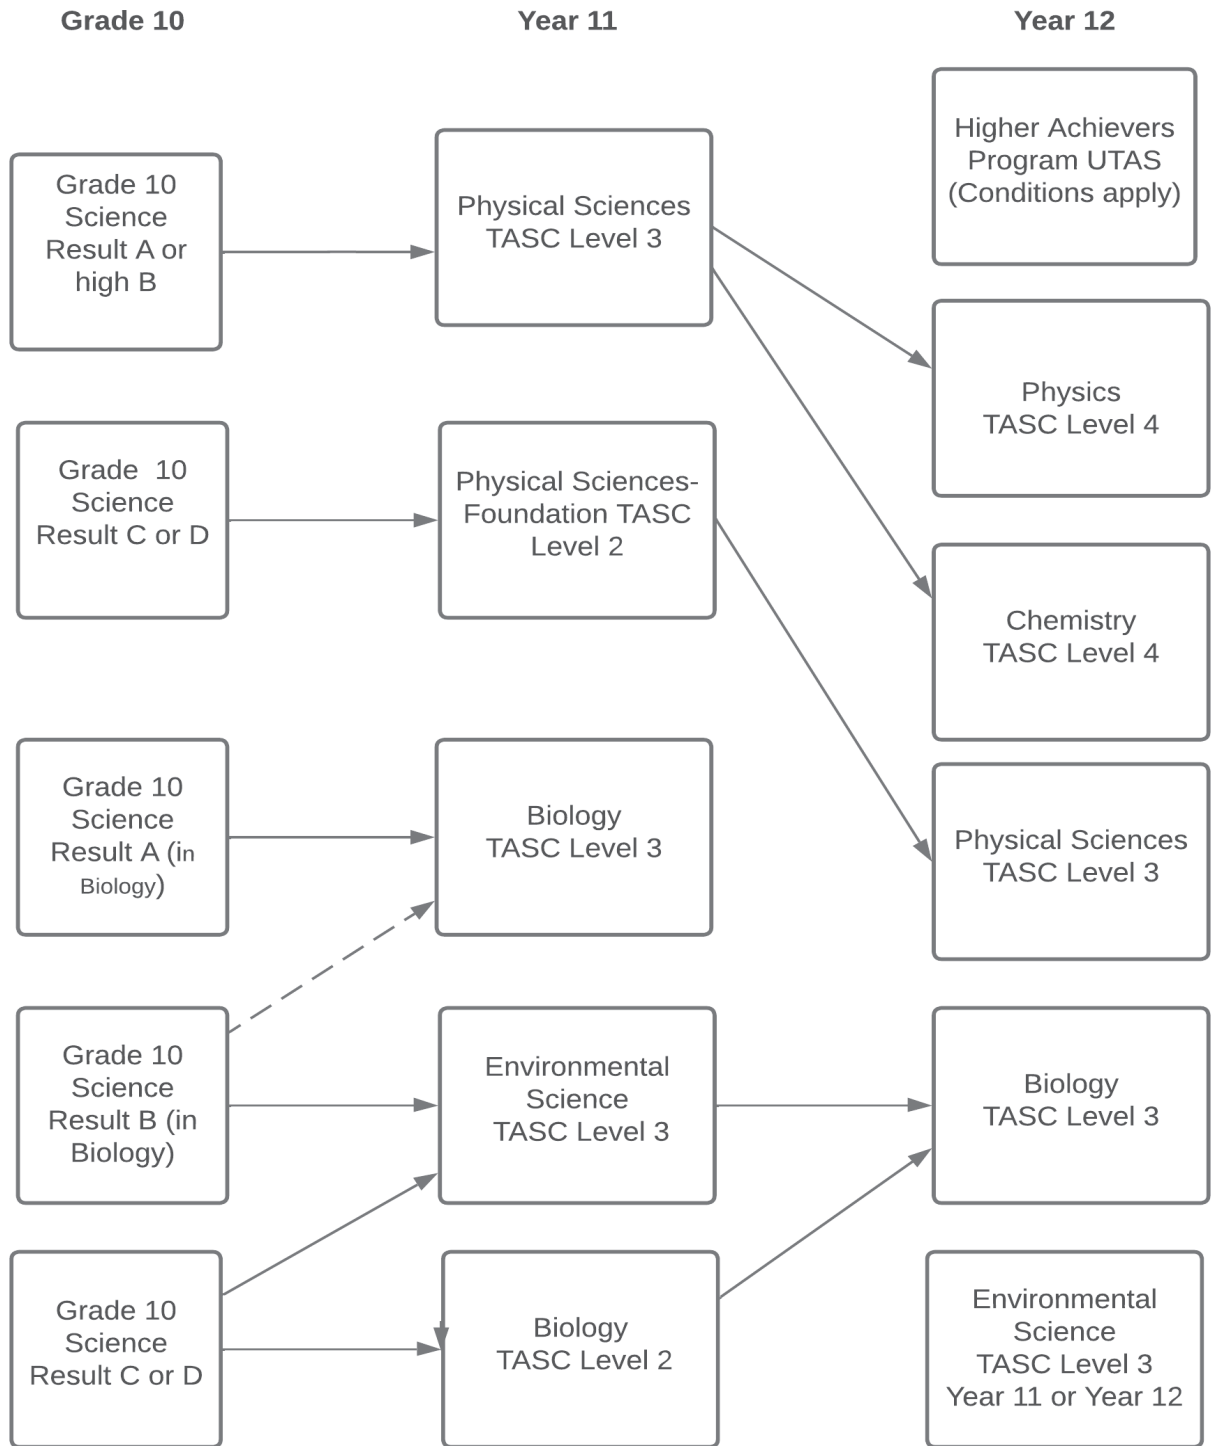 Grade 10
Year 11
Year 12
Higher Achievers
Program UTAS
(Conditions apply)
Grade 10
Science
Result A or
high B
Physical Sciences
TASC Level 3
Physics
TASC Level 4
Grade  10
Science
Result C or D
Physical Sciences-
Foundation TASC
Level 2
Chemistry
TASC Level 4
Grade 10
Science
Result A (in
Biology)
Biology
TASC Level 3
Physical Sciences
TASC Level 3
Grade 10
Science
Result B (in
Biology)
Environmental
Science
TASC Level 3
Biology
TASC Level 3
Grade 10
Science
Result C or D
Biology
TASC Level 2
Environmental
Science
TASC Level 3
Year 11 or Year 12